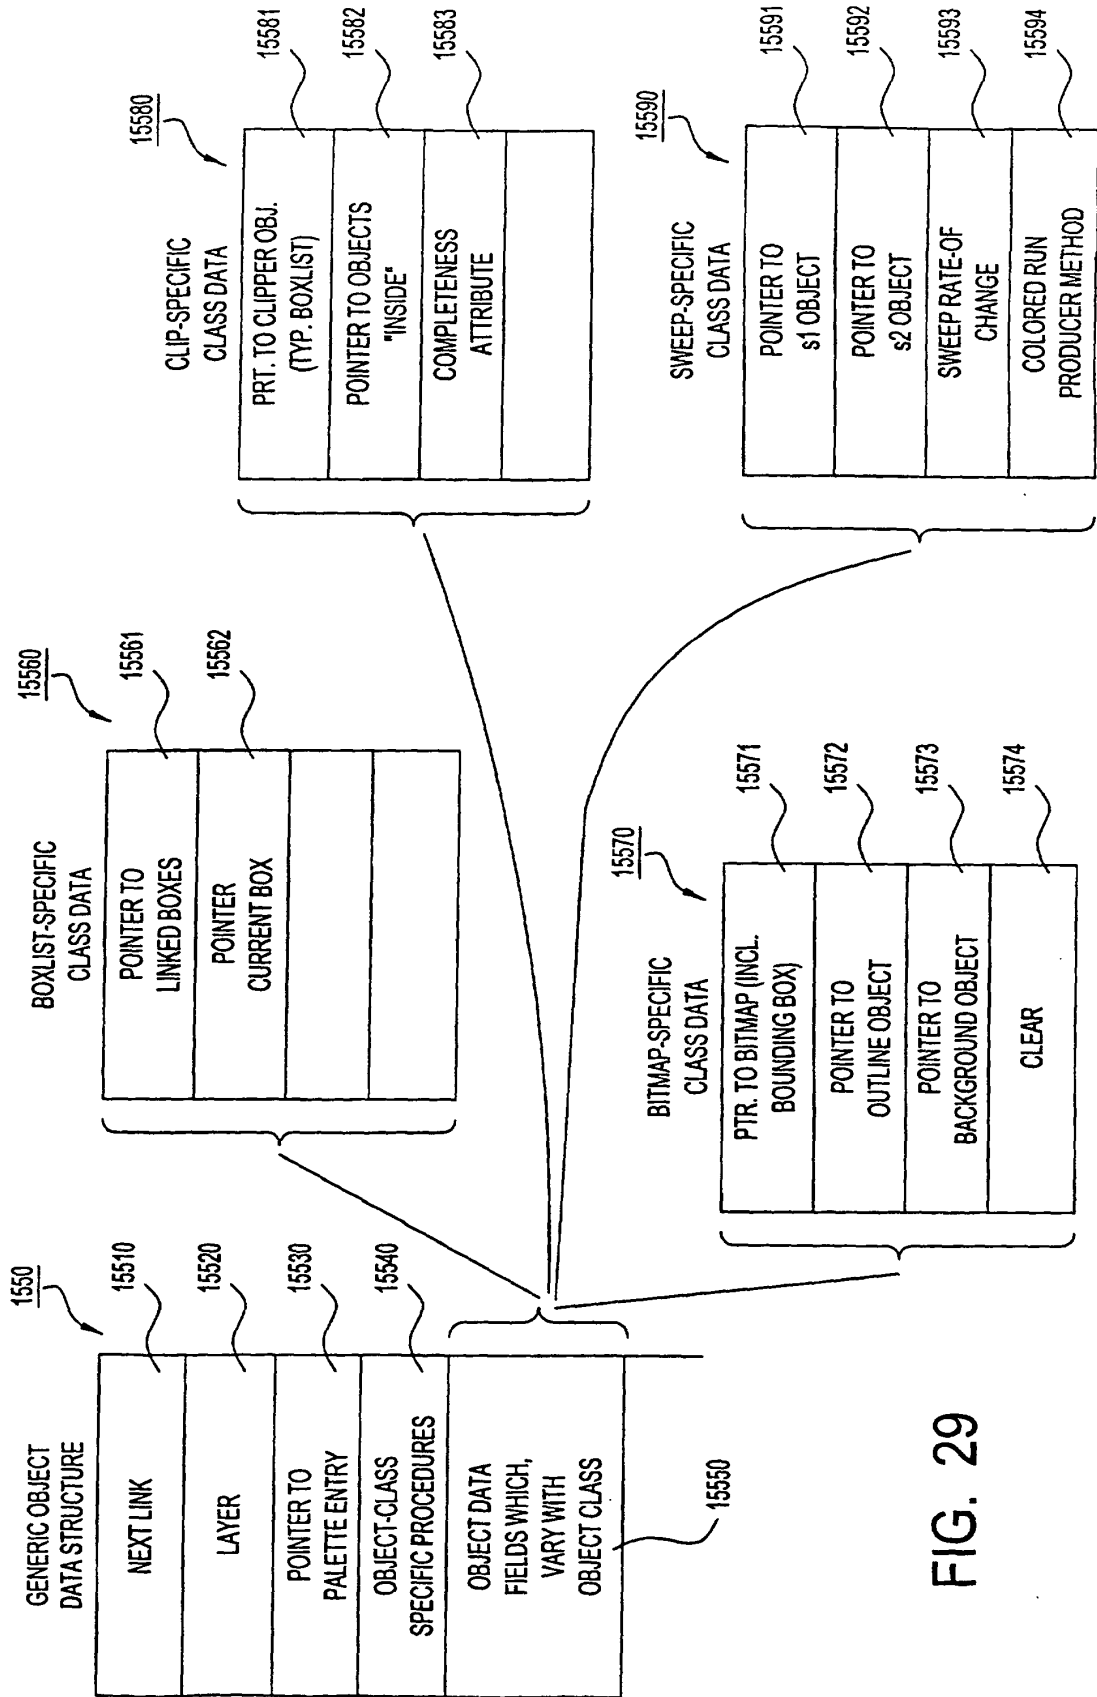 GENERIC OBJECT
DATA STRUCTURE
1550
NEXT LINK
15510
LAYER
15520
POINTER TO
PALETTE ENTRY
15530
OBJECT-CLASS
SPECIFIC PROCEDURES
15540
OBJECT DATA
FIELDS WHICH,
VARY WITH
OBJECT CLASS
15550
BOXLIST-SPECIFIC
CLASS DATA
15560
POINTER TO
LINKED BOXES
15561
POINTER
CURRENT BOX
15562
BITMAP-SPECIFIC
CLASS DATA
15570
PTR. TO BITMAP (INCL.
BOUNDING BOX)
15571
POINTER TO
OUTLINE OBJECT
15572
POINTER TO
BACKGROUND OBJECT
15573
CLEAR
15574
CLIP-SPECIFIC
CLASS DATA
15580
PRT. TO CLIPPER OBJ.
(TYP. BOXLIST)
15581
POINTER TO OBJECTS
"INSIDE"
15582
COMPLETENESS
ATTRIBUTE
15583
SWEEP-SPECIFIC
CLASS DATA
15590
POINTER TO
s1 OBJECT
15591
POINTER TO
s2 OBJECT
15592
SWEEP RATE-OF
CHANGE
15593
COLORED RUN
PRODUCER METHOD
15594
FIG. 29